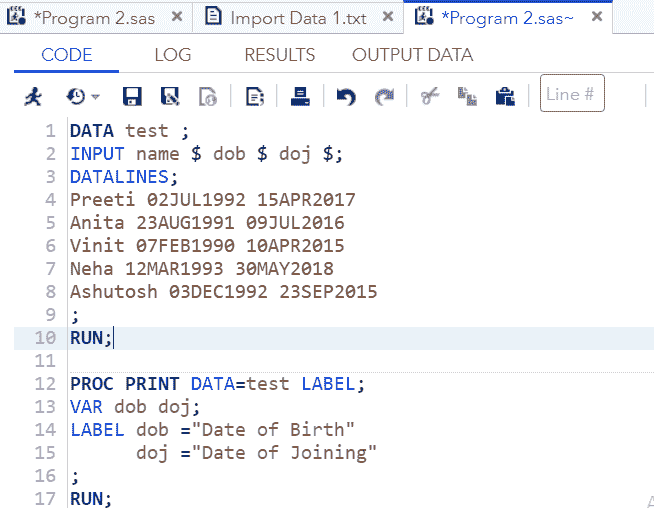 *Program 2.sas × Import Data 1.txt × *Program 2.sas~ ×
CODE LOG RESULTS OUTPUT DATA
Line #
1 DATA test ;
2 INPUT name $ dob $ doj $;
3 DATALINES;
4 Preeti 02JUL1992 15APR2017
5 Anita 23AUG1991 09JUL2016
6 Vinit 07FEB1990 10APR2015
7 Neha 12MAR1993 30MAY2018
8 Ashutosh 03DEC1992 23SEP2015
9 ;
10 RUN;
11
12 PROC PRINT DATA=test LABEL;
13 VAR dob doj;
14 LABEL dob ="Date of Birth"
15 doj ="Date of Joining"
16 ;
17 RUN;